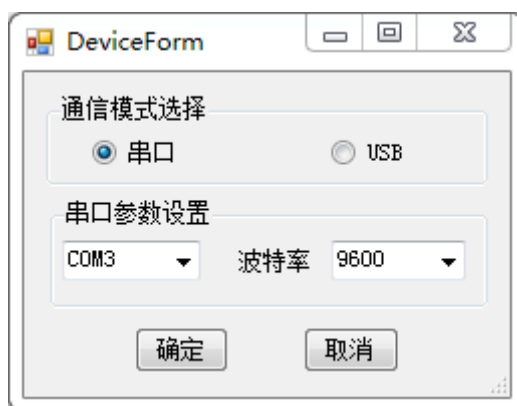 DeviceForm
通信模式选择
串口 USB
串口参数设置
COM3 波特率 9600
确定 取消